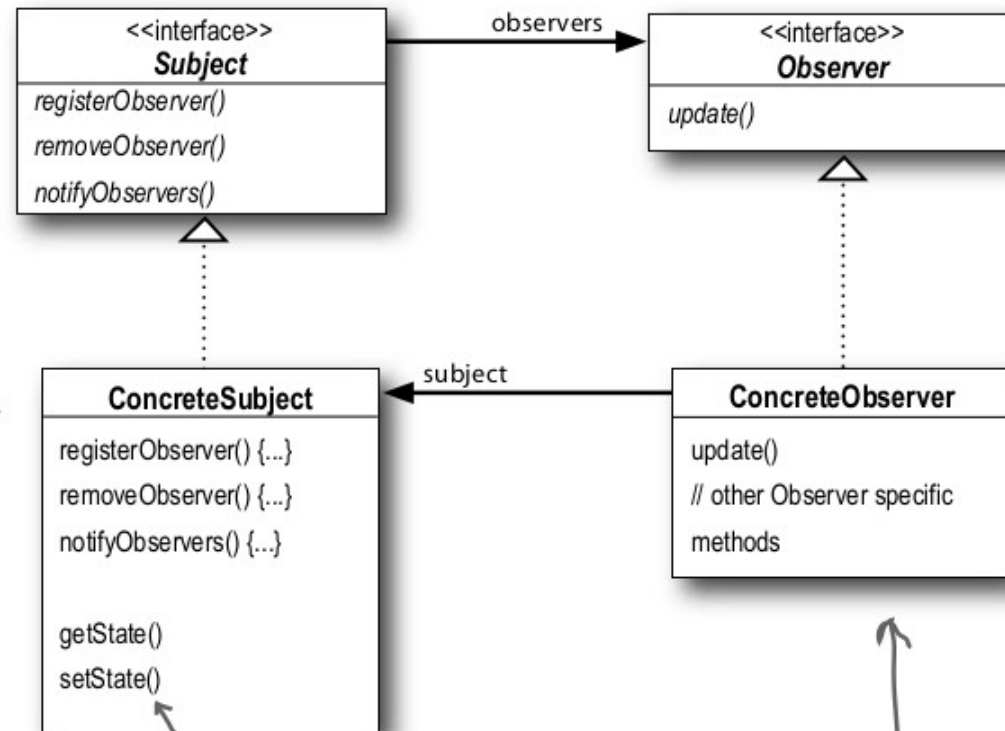 <<interface>>
Subject
registerObserver()
removeObserver()
notifyObservers()
observers
<<interface>>
Observer
update()
ConcreteSubject
registerObserver() {...}
removeObserver() {...}
notifyObservers() {...}
getState()
setState()
subject
ConcreteObserver
update()
// other Observer specific
methods